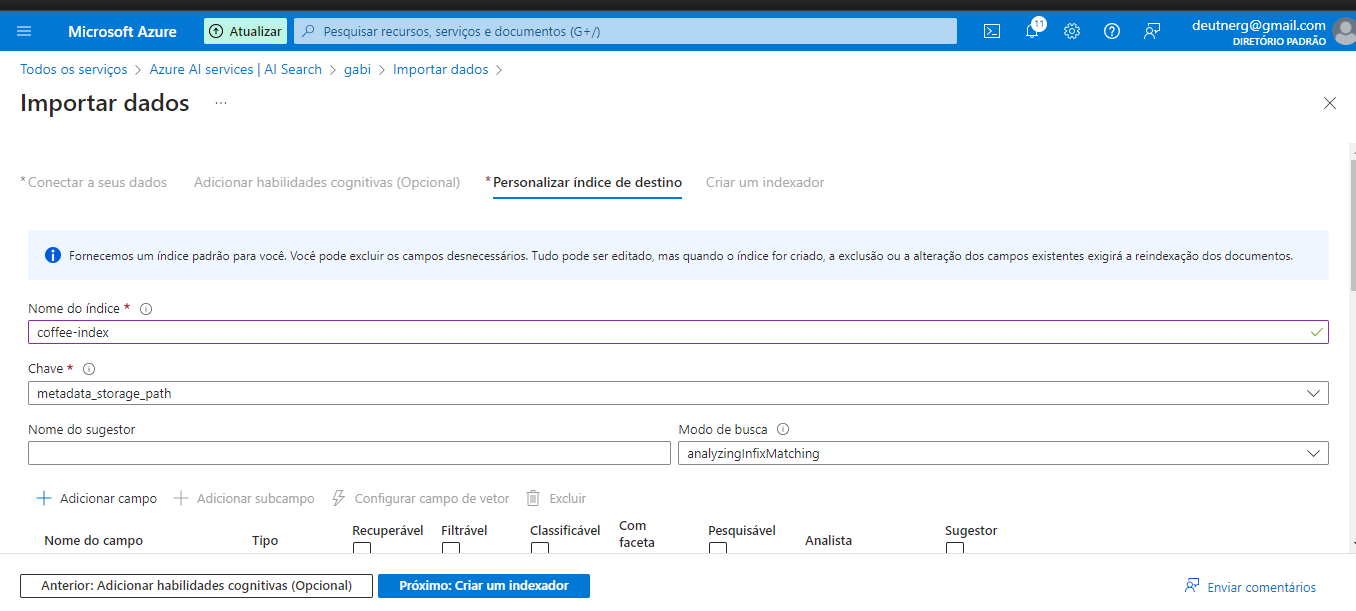 Microsoft Azure Atualizar Pesquisar recursos, serviços e documentos (G+/) 11 deutnerg@gmail.com
DIRETÓRIO PADRÃO
Todos os serviços > Azure AI services | AI Search > gabi > Importar dados >
Importar dados ...
* Conectar a seus dados Adicionar habilidades cognitivas (Opcional) * Personalizar índice de destino Criar um indexador
Fornecemos um índice padrão para você. Você pode excluir os campos desnecessários. Tudo pode ser editado, mas quando o índice for criado, a exclusão ou a alteração dos campos existentes exigirá a reindexação dos documentos.
Nome do índice *
coffee-index
Chave *
metadata_storage_path
Nome do sugestor Modo de busca
analyzingInfixMatching
Adicionar campo Adicionar subcampo Configurar campo de vetor Excluir
Nome do campo Tipo Recuperável Filtrável Classificável Com faceta Pesquisável Analista Sugestor
Anterior: Adicionar habilidades cognitivas (Opcional) Próximo: Criar um indexador Enviar comentários